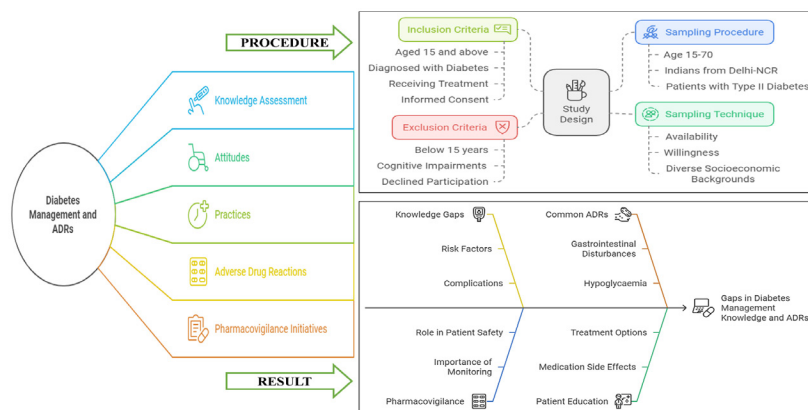 PROCEDURE
Diabetes
Management and
ADRs
Knowledge Assessment
Attitudes
Practices
Adverse Drug Reactions
Pharmacovigilance Initiatives
RESULT
Inclusion Criteria
Aged 15 and above
Diagnosed with Diabetes
Receiving Treatment
Informed Consent
Exclusion Criteria
Below 15 years
Cognitive Impairments
Declined Participation
Study
Design
Sampling Procedure
Age 15-70
Indians from Delhi-NCR
Patients with Type II Diabetes
Sampling Technique
Availability
Willingness
Diverse Socioeconomic
Backgrounds
Knowledge Gaps
Risk Factors
Complications
Common ADRs
Gastrointestinal
Disturbances
Hypoglycaemia
Role in Patient Safety
Importance of
Monitoring
Pharmacovigilance
Treatment Options
Medication Side Effects
Patient Education
Gaps in Diabetes
Management
Knowledge and ADRs